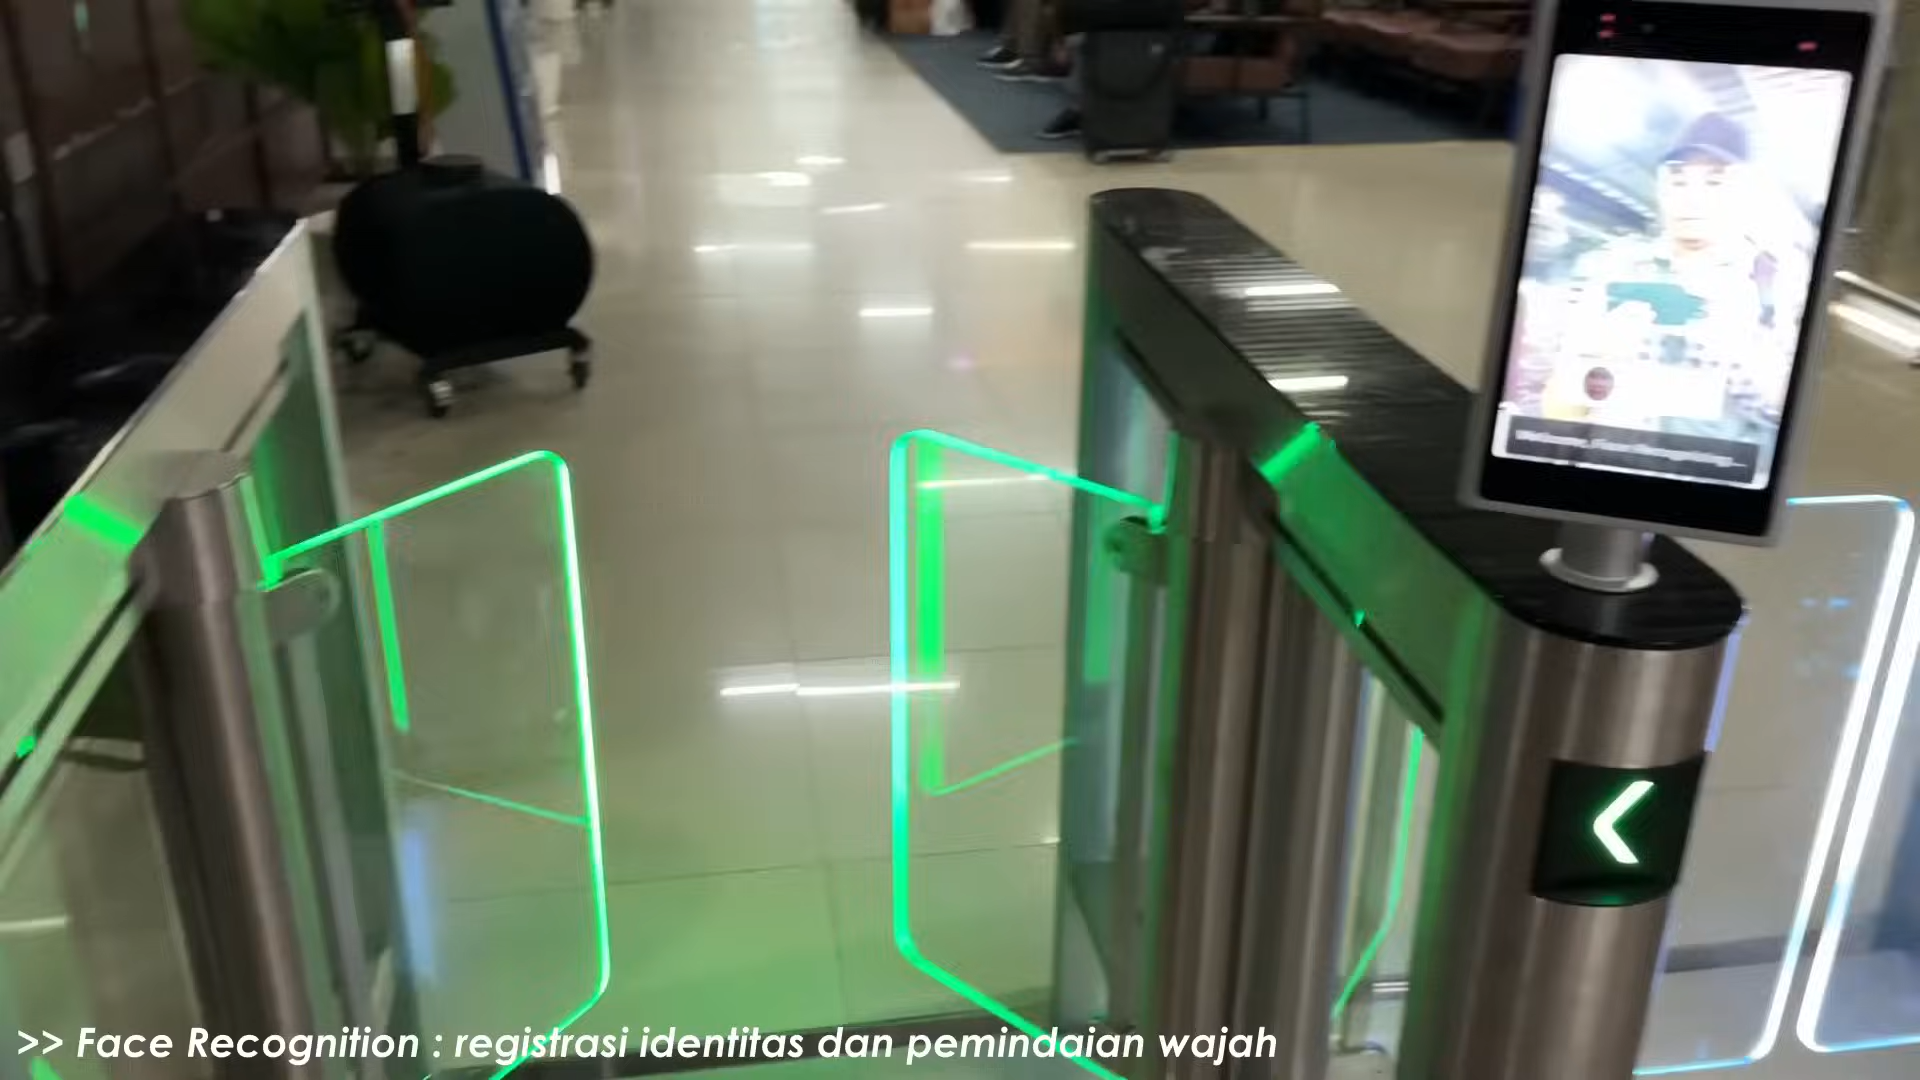 >> Face Recognition : registrasi identitas dan pemindaian wajah